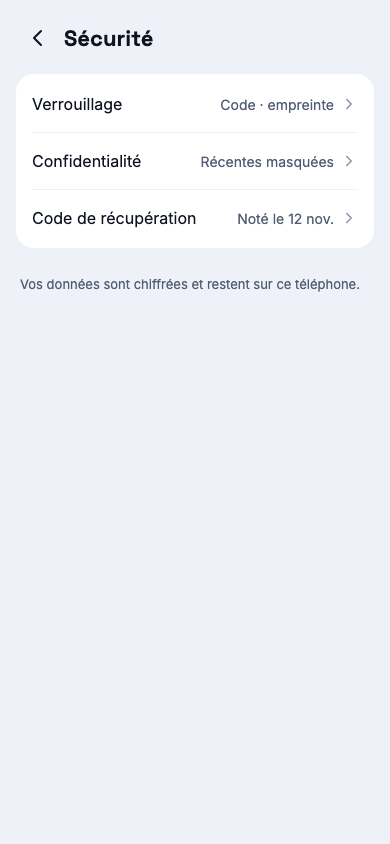 Sécurité
Verrouillage Code · empreinte
Confidentialité Récentes masquées
Code de récupération Noté le 12 nov.
Vos données sont chiffrées et restent sur ce téléphone.